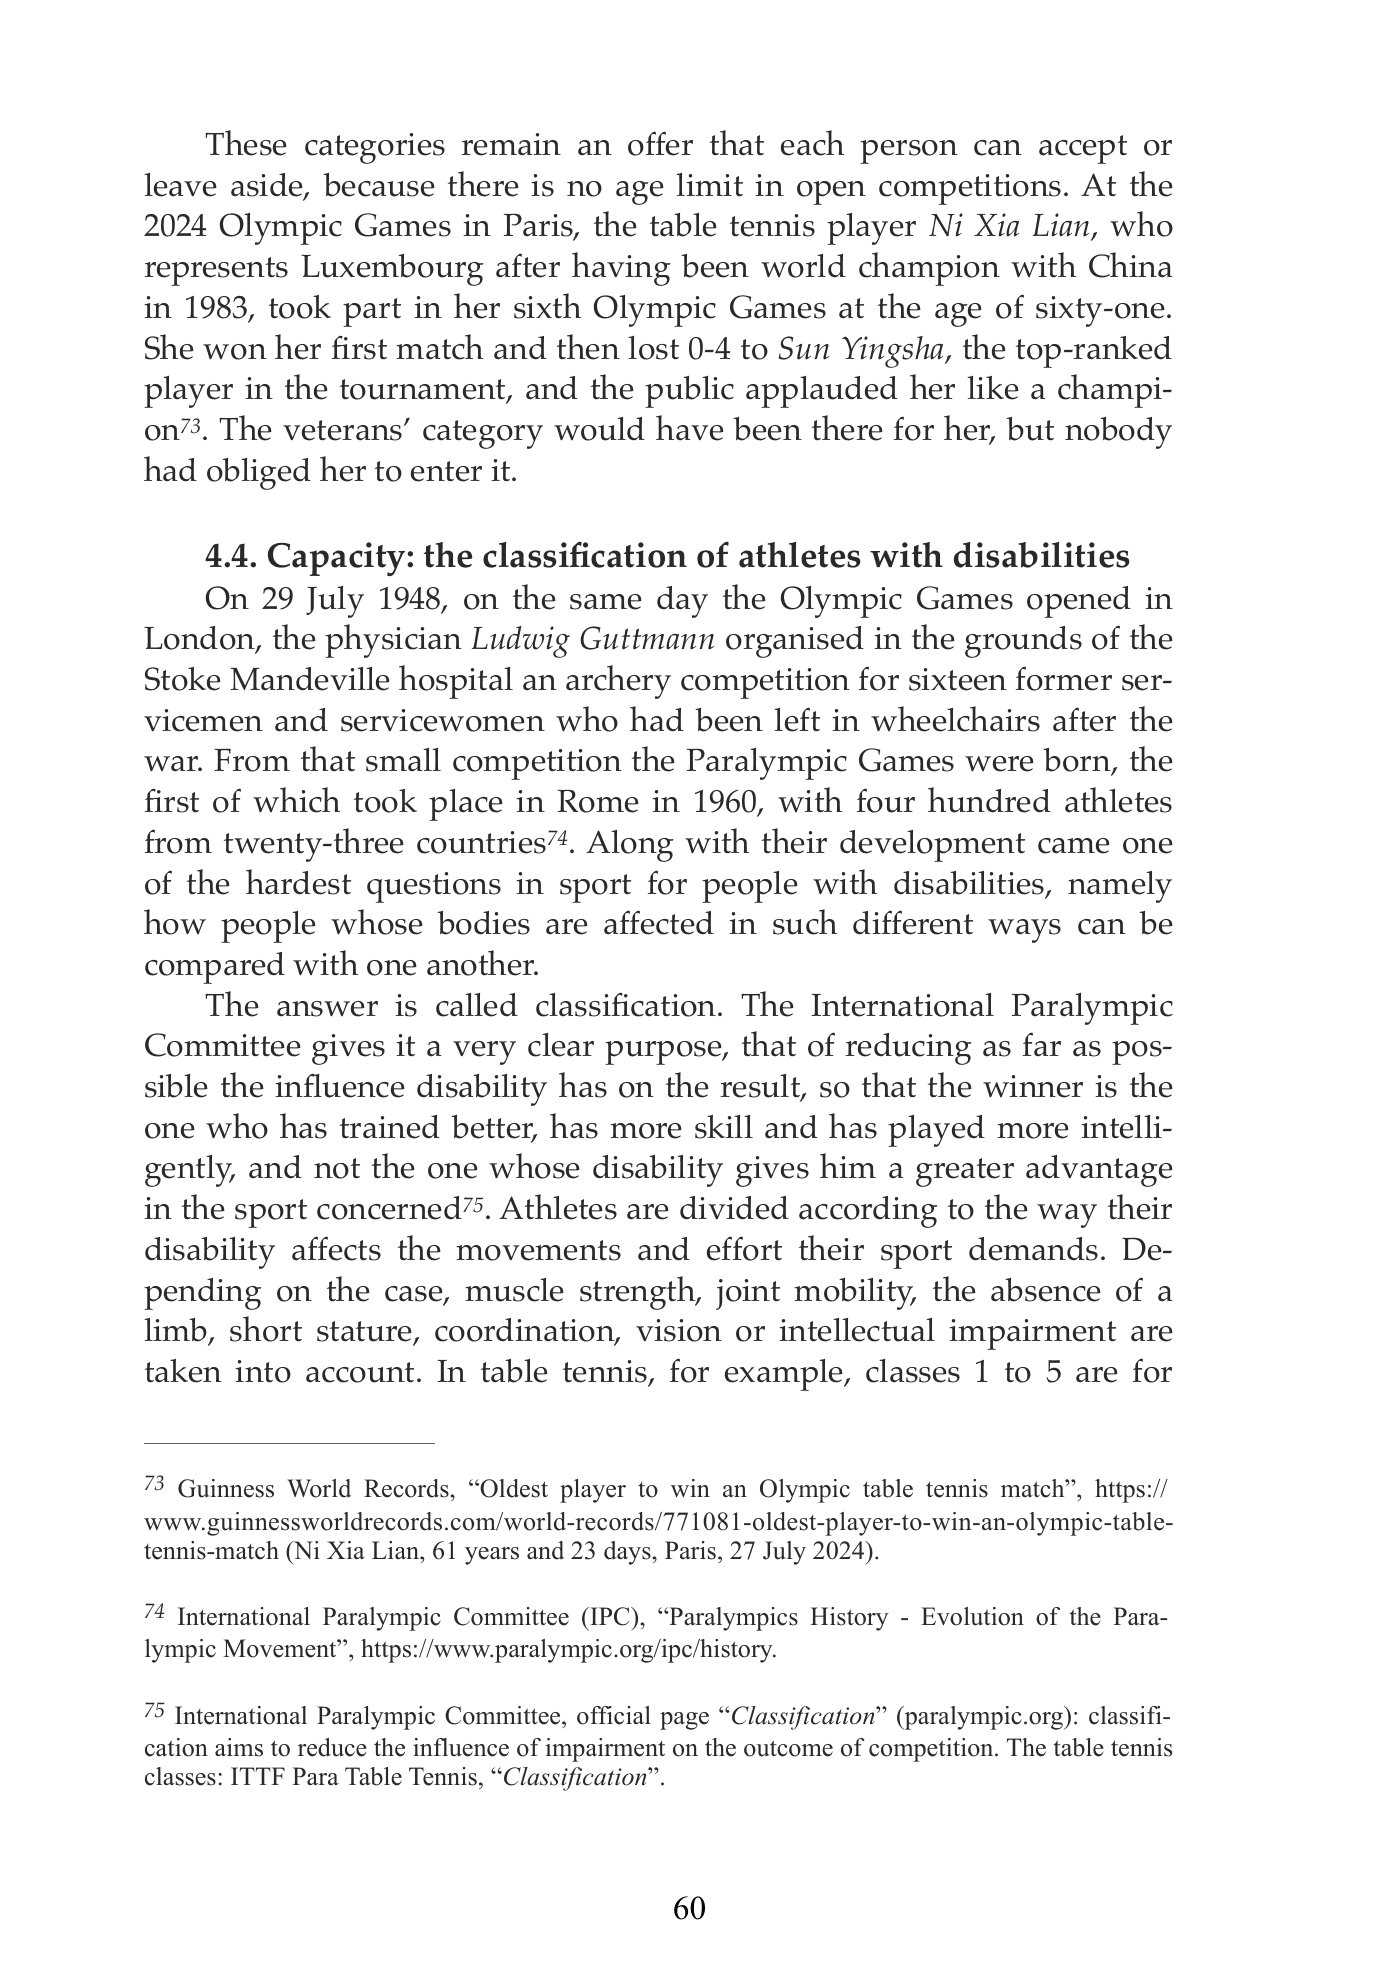 These categories remain an offer that each person can accept or
leave aside, because there is no age limit in open competitions. At the
2024 Olympic Games in Paris, the table tennis player Ni Xia Lian, who
represents Luxembourg after having been world champion with China
in 1983, took part in her sixth Olympic Games at the age of sixty-one.
She won her first match and then lost 0-4 to Sun Yingsha, the top-ranked
player in the tournament, and the public applauded her like a champi-
on73. The veterans’ category would have been there for her, but nobody
had obliged her to enter it.
4.4. Capacity: the classification of athletes with disabilities
On 29 July 1948, on the same day the Olympic Games opened in
London, the physician Ludwig Guttmann organised in the grounds of the
Stoke Mandeville hospital an archery competition for sixteen former ser-
vicemen and servicewomen who had been left in wheelchairs after the
war. From that small competition the Paralympic Games were born, the
first of which took place in Rome in 1960, with four hundred athletes
from twenty-three countries74. Along with their development came one
of the hardest questions in sport for people with disabilities, namely
how people whose bodies are affected in such different ways can be
compared with one another.
The answer is called classification. The International Paralympic
Committee gives it a very clear purpose, that of reducing as far as pos-
sible the influence disability has on the result, so that the winner is the
one who has trained better, has more skill and has played more intelli-
gently, and not the one whose disability gives him a greater advantage
in the sport concerned75. Athletes are divided according to the way their
disability affects the movements and effort their sport demands. De-
pending on the case, muscle strength, joint mobility, the absence of a
limb, short stature, coordination, vision or intellectual impairment are
taken into account. In table tennis, for example, classes 1 to 5 are for
73 Guinness World Records, “Oldest player to win an Olympic table tennis match”, https://
www.guinnessworldrecords.com/world-records/771081-oldest-player-to-win-an-olympic-table-
tennis-match (Ni Xia Lian, 61 years and 23 days, Paris, 27 July 2024).
74 International Paralympic Committee (IPC), “Paralympics History - Evolution of the Para-
lympic Movement”, https://www.paralympic.org/ipc/history.
75 International Paralympic Committee, official page “Classification” (paralympic.org): classifi-
cation aims to reduce the influence of impairment on the outcome of competition. The table tennis
classes: ITTF Para Table Tennis, “Classification”.
60